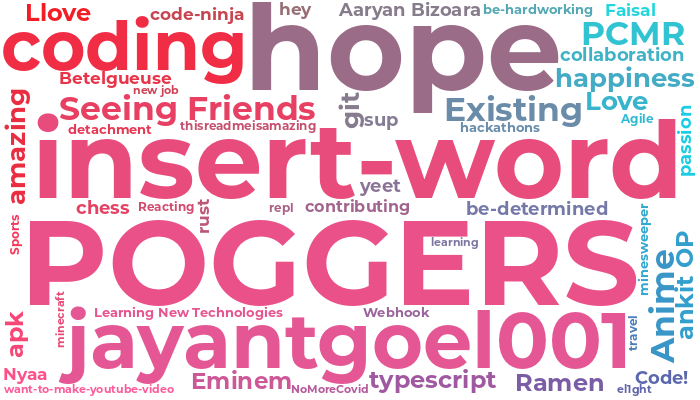 Llove
code-ninja
hey
Aaryan Bizoara
be-hardworking
Faisal
coding
hope
PCMR
collaboration
Betelgueuse
new job
happiness
amazing
Seeing Friends
git
Existing
Love
detachment
thisreadmeisamazing
sup
hackathons
Agile
passion
insert-word
yeet
chess
Reacting
rust
repl
contributing
be-determined
Sports
POGGERS
learning
minesweeper
Anime
ankit OP
minecraft
apk
Learning New Technologies
Webhook
jayantgoel001
travel
Nyaa
want-to-make-youtube-video
Eminem
NoMoreCovid
typescript
Ramen
el1ght
Code!